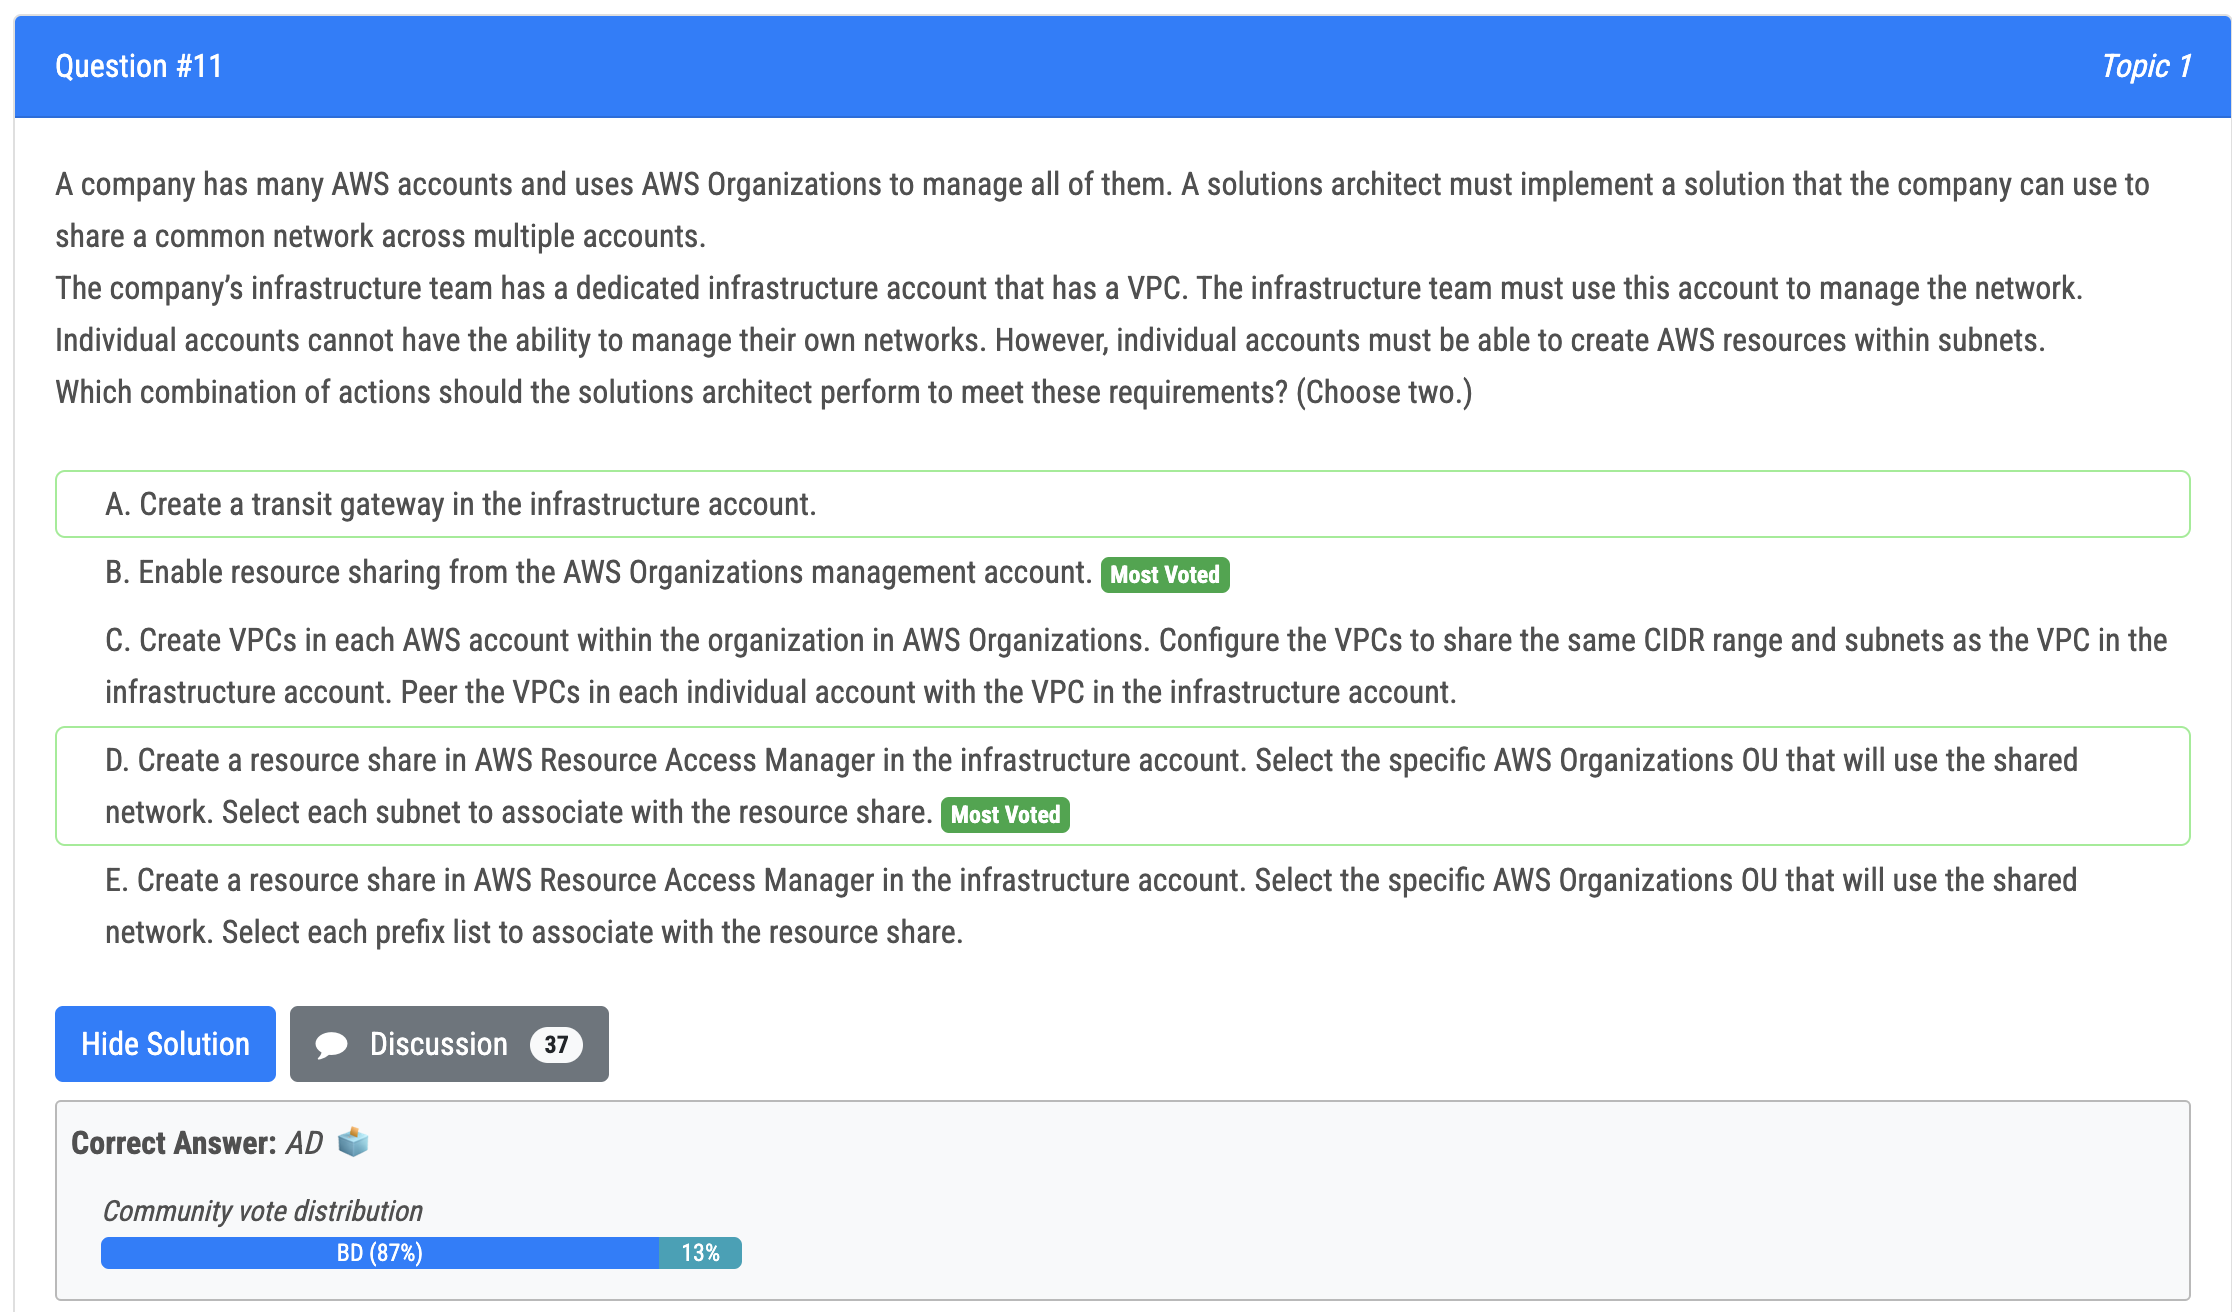 Question #11
Topic 1
A company has many AWS accounts and uses AWS Organizations to manage all of them. A solutions architect must implement a solution that the company can use to
share a common network across multiple accounts.
The company’s infrastructure team has a dedicated infrastructure account that has a VPC. The infrastructure team must use this account to manage the network.
Individual accounts cannot have the ability to manage their own networks. However, individual accounts must be able to create AWS resources within subnets.
Which combination of actions should the solutions architect perform to meet these requirements? (Choose two.)
A. Create a transit gateway in the infrastructure account.
B. Enable resource sharing from the AWS Organizations management account. Most Voted
C. Create VPCs in each AWS account within the organization in AWS Organizations. Configure the VPCs to share the same CIDR range and subnets as the VPC in the
infrastructure account. Peer the VPCs in each individual account with the VPC in the infrastructure account.
D. Create a resource share in AWS Resource Access Manager in the infrastructure account. Select the specific AWS Organizations OU that will use the shared
network. Select each subnet to associate with the resource share. Most Voted
E. Create a resource share in AWS Resource Access Manager in the infrastructure account. Select the specific AWS Organizations OU that will use the shared
network. Select each prefix list to associate with the resource share.
Hide Solution
Discussion 37
Correct Answer: AD
Community vote distribution
BD (87%) 13%